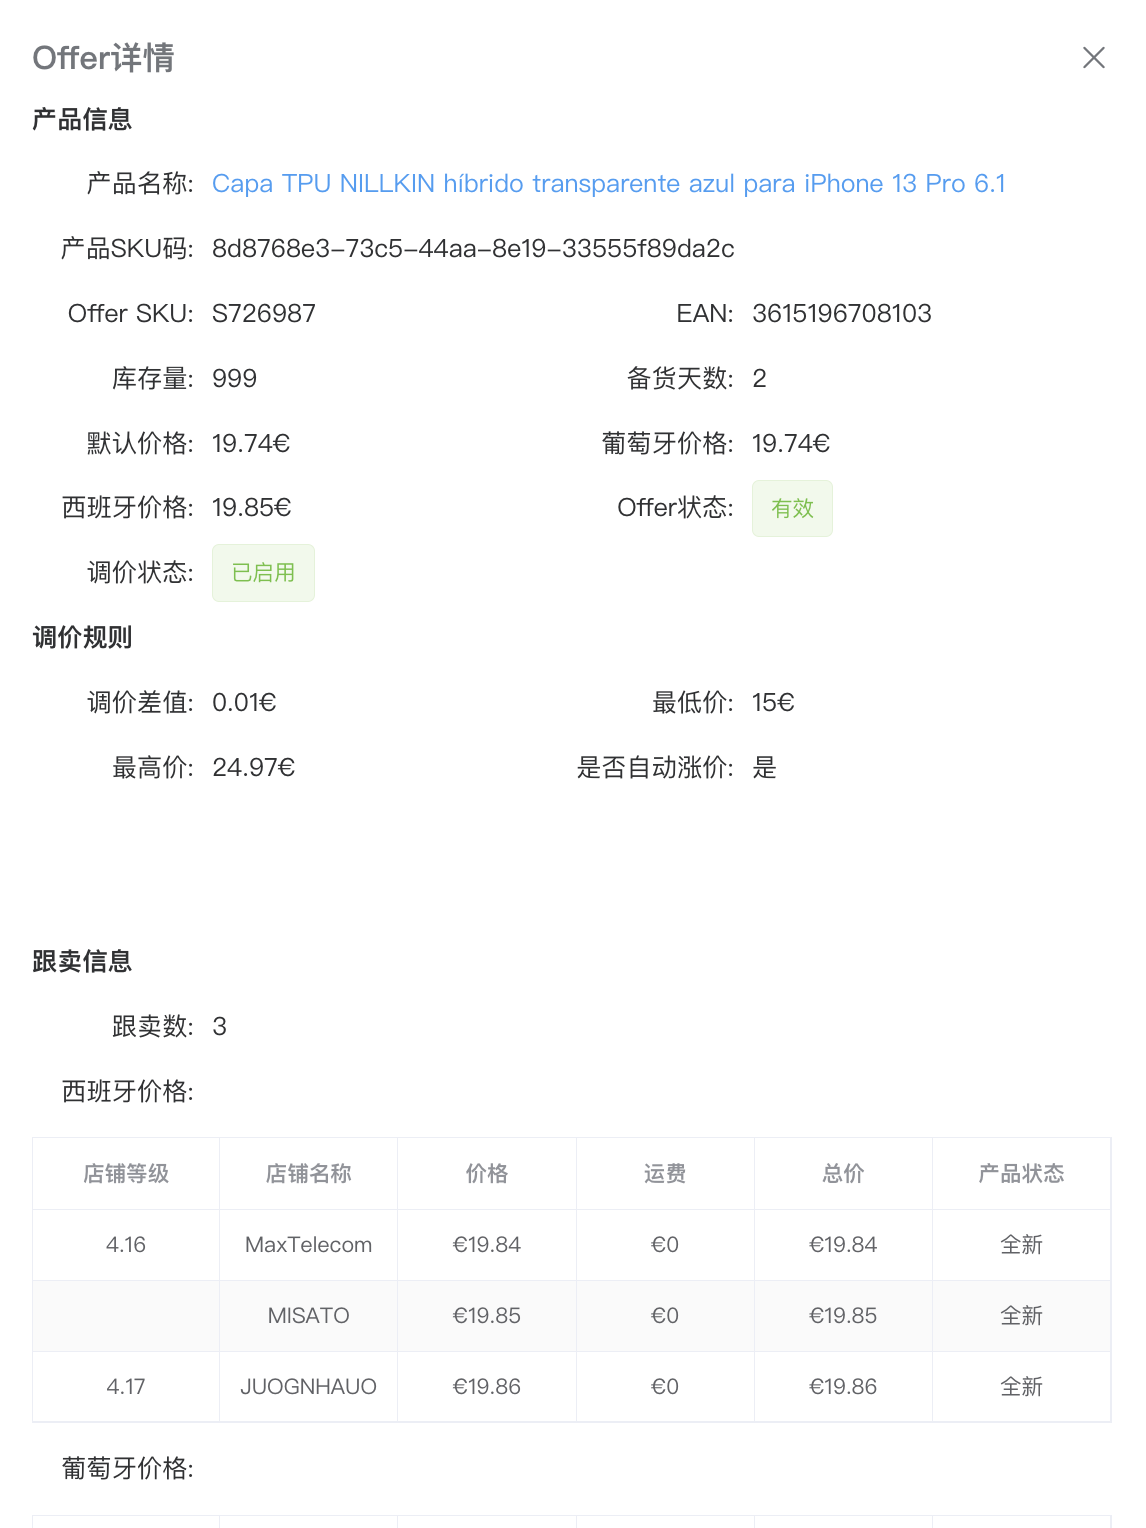 Offer详情
产品信息
产品名称: Capa TPU NILLKIN híbrido transparente azul para iPhone 13 Pro 6.1
产品SKU码: 8d8768e3-73c5-44aa-8e19-33555f89da2c
Offer SKU: S726987 EAN: 3615196708103
库存量: 999 备货天数: 2
默认价格: 19.74€ 葡萄牙价格: 19.74€
西班牙价格: 19.85€ Offer状态: 有效
调价状态: 已启用
调价规则
调价差值: 0.01€ 最低价: 15€
最高价: 24.97€ 是否自动涨价: 是
跟卖信息
跟卖数: 3
西班牙价格:
店铺等级 店铺名称 价格 运费 总价 产品状态
4.16 MaxTelecom €19.84 €0 €19.84 全新
MISATO €19.85 €0 €19.85 全新
4.17 JUOGNHAUO €19.86 €0 €19.86 全新
葡萄牙价格: